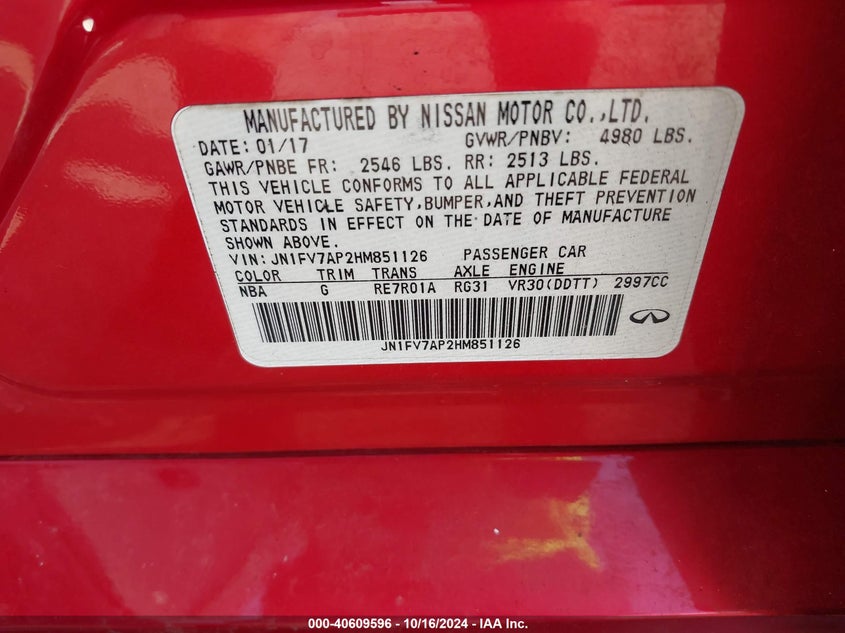 MANUFACTURED BY NISSAN MOTOR CO.,LTD.
DATE: 01/17 GVWR/PNBV: 4980 LBS.
GAWR/PNBE FR: 2546 LBS. RR: 2513 LBS.
THIS VEHICLE CONFORMS TO ALL APPLICABLE FEDERAL
MOTOR VEHICLE SAFETY,BUMPER,AND THEFT PREVENTION
STANDARDS IN EFFECT ON THE DATE OF MANUFACTURE
SHOWN ABOVE.
VIN: JN1FV7AP2HM851126 PASSENGER CAR
COLOR TRIM TRANS AXLE ENGINE
NBA G RE7R01A RG31 VR30(DDTT) 2997CC
JN1FV7AP2HM851126
000-40609596 - 10/16/2024 - IAA Inc.